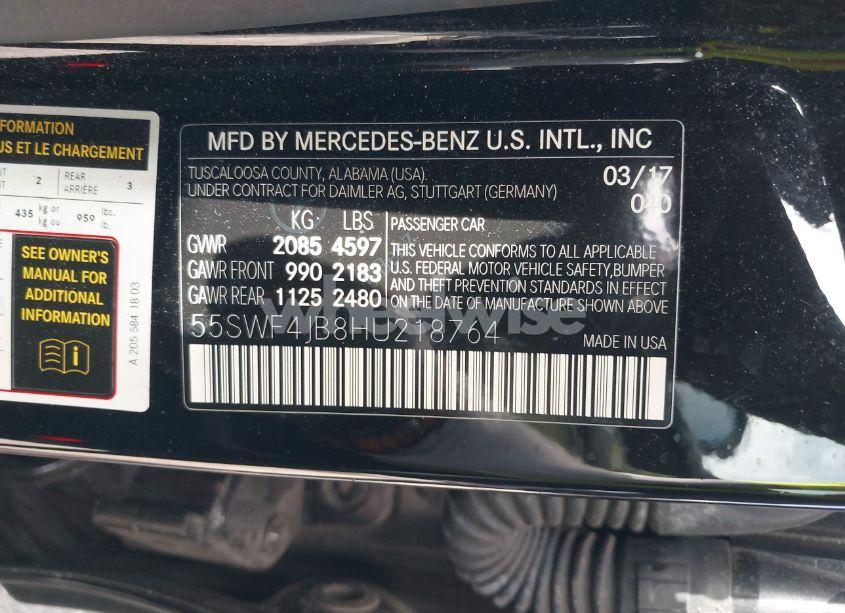 FORMATION
US ET LE CHARGEMENT
2
REAR
ARRIÈRE
3
435
kg or
kg ou
959
lbs.
lb.
SEE OWNER'S
MANUAL FOR
ADDITIONAL
INFORMATION
A 205 584 18 03
MFD BY MERCEDES-BENZ U.S. INTL., INC
TUSCALOOSA COUNTY, ALABAMA (USA). 03/17
UNDER CONTRACT FOR DAIMLER AG, STUTTGART (GERMANY) 040
KG LBS PASSENGER CAR
GVWR 2085 4597 THIS VEHICLE CONFORMS TO ALL APPLICABLE
GAWR FRONT 990 2183 U.S. FEDERAL MOTOR VEHICLE SAFETY,BUMPER
GAWR REAR 1125 2480 AND THEFT PREVENTION STANDARDS IN EFFECT
ON THE DATE OF MANUFACTURE SHOWN ABOVE
wheelwise
55SWF4JB8HU218764 MADE IN USA